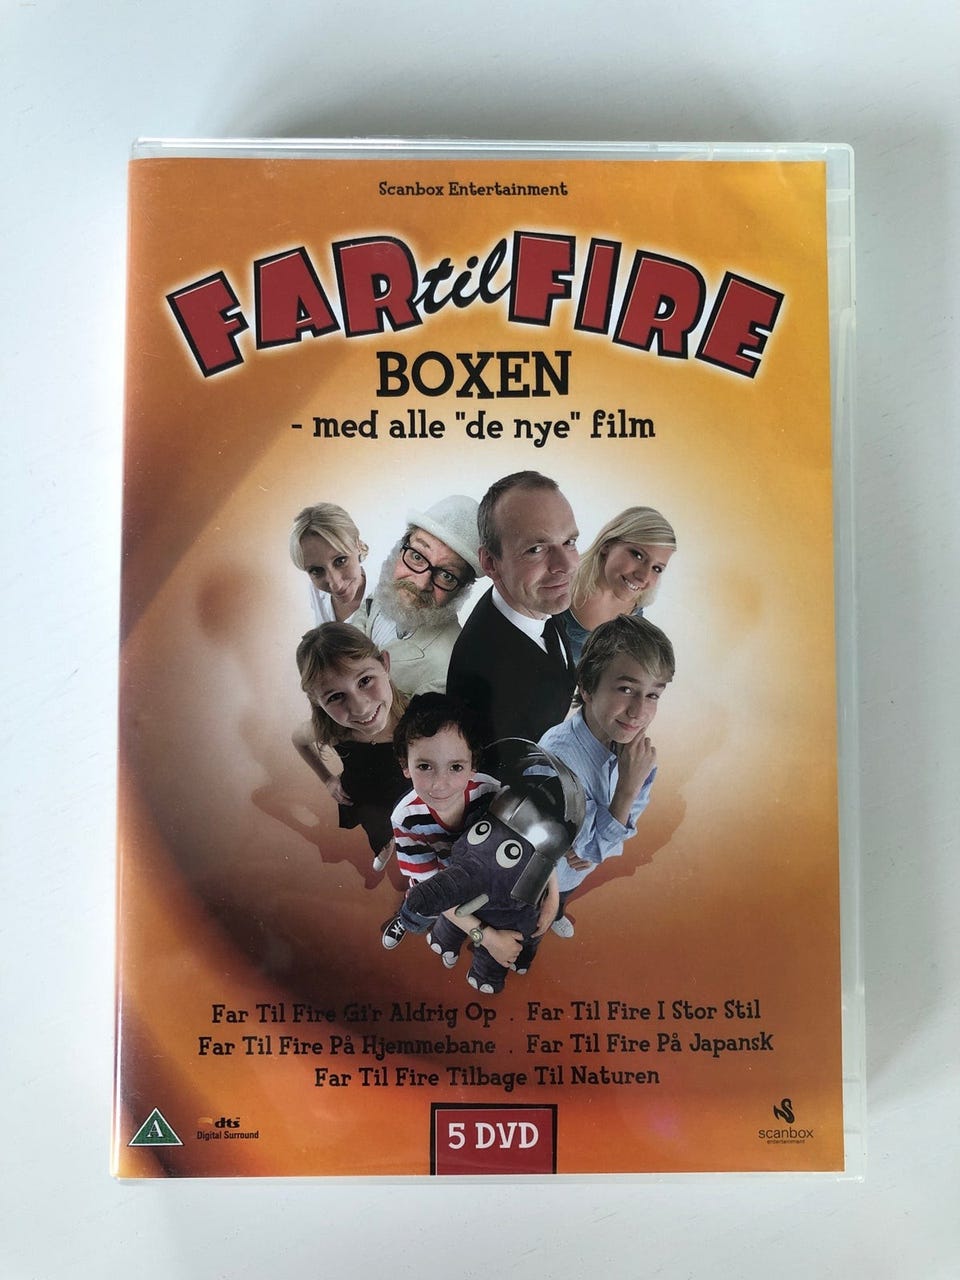 Scanbox Entertainment
FAR til FIRE
BOXEN
- med alle "de nye" film
Far Til Fire Gi'r Aldrig Op . Far Til Fire I Stor Stil
Far Til Fire På Hjemmebane . Far Til Fire På Japansk
Far Til Fire Tilbage Til Naturen
A
dts
Digital Surround
5 DVD
scanbox
entertainment